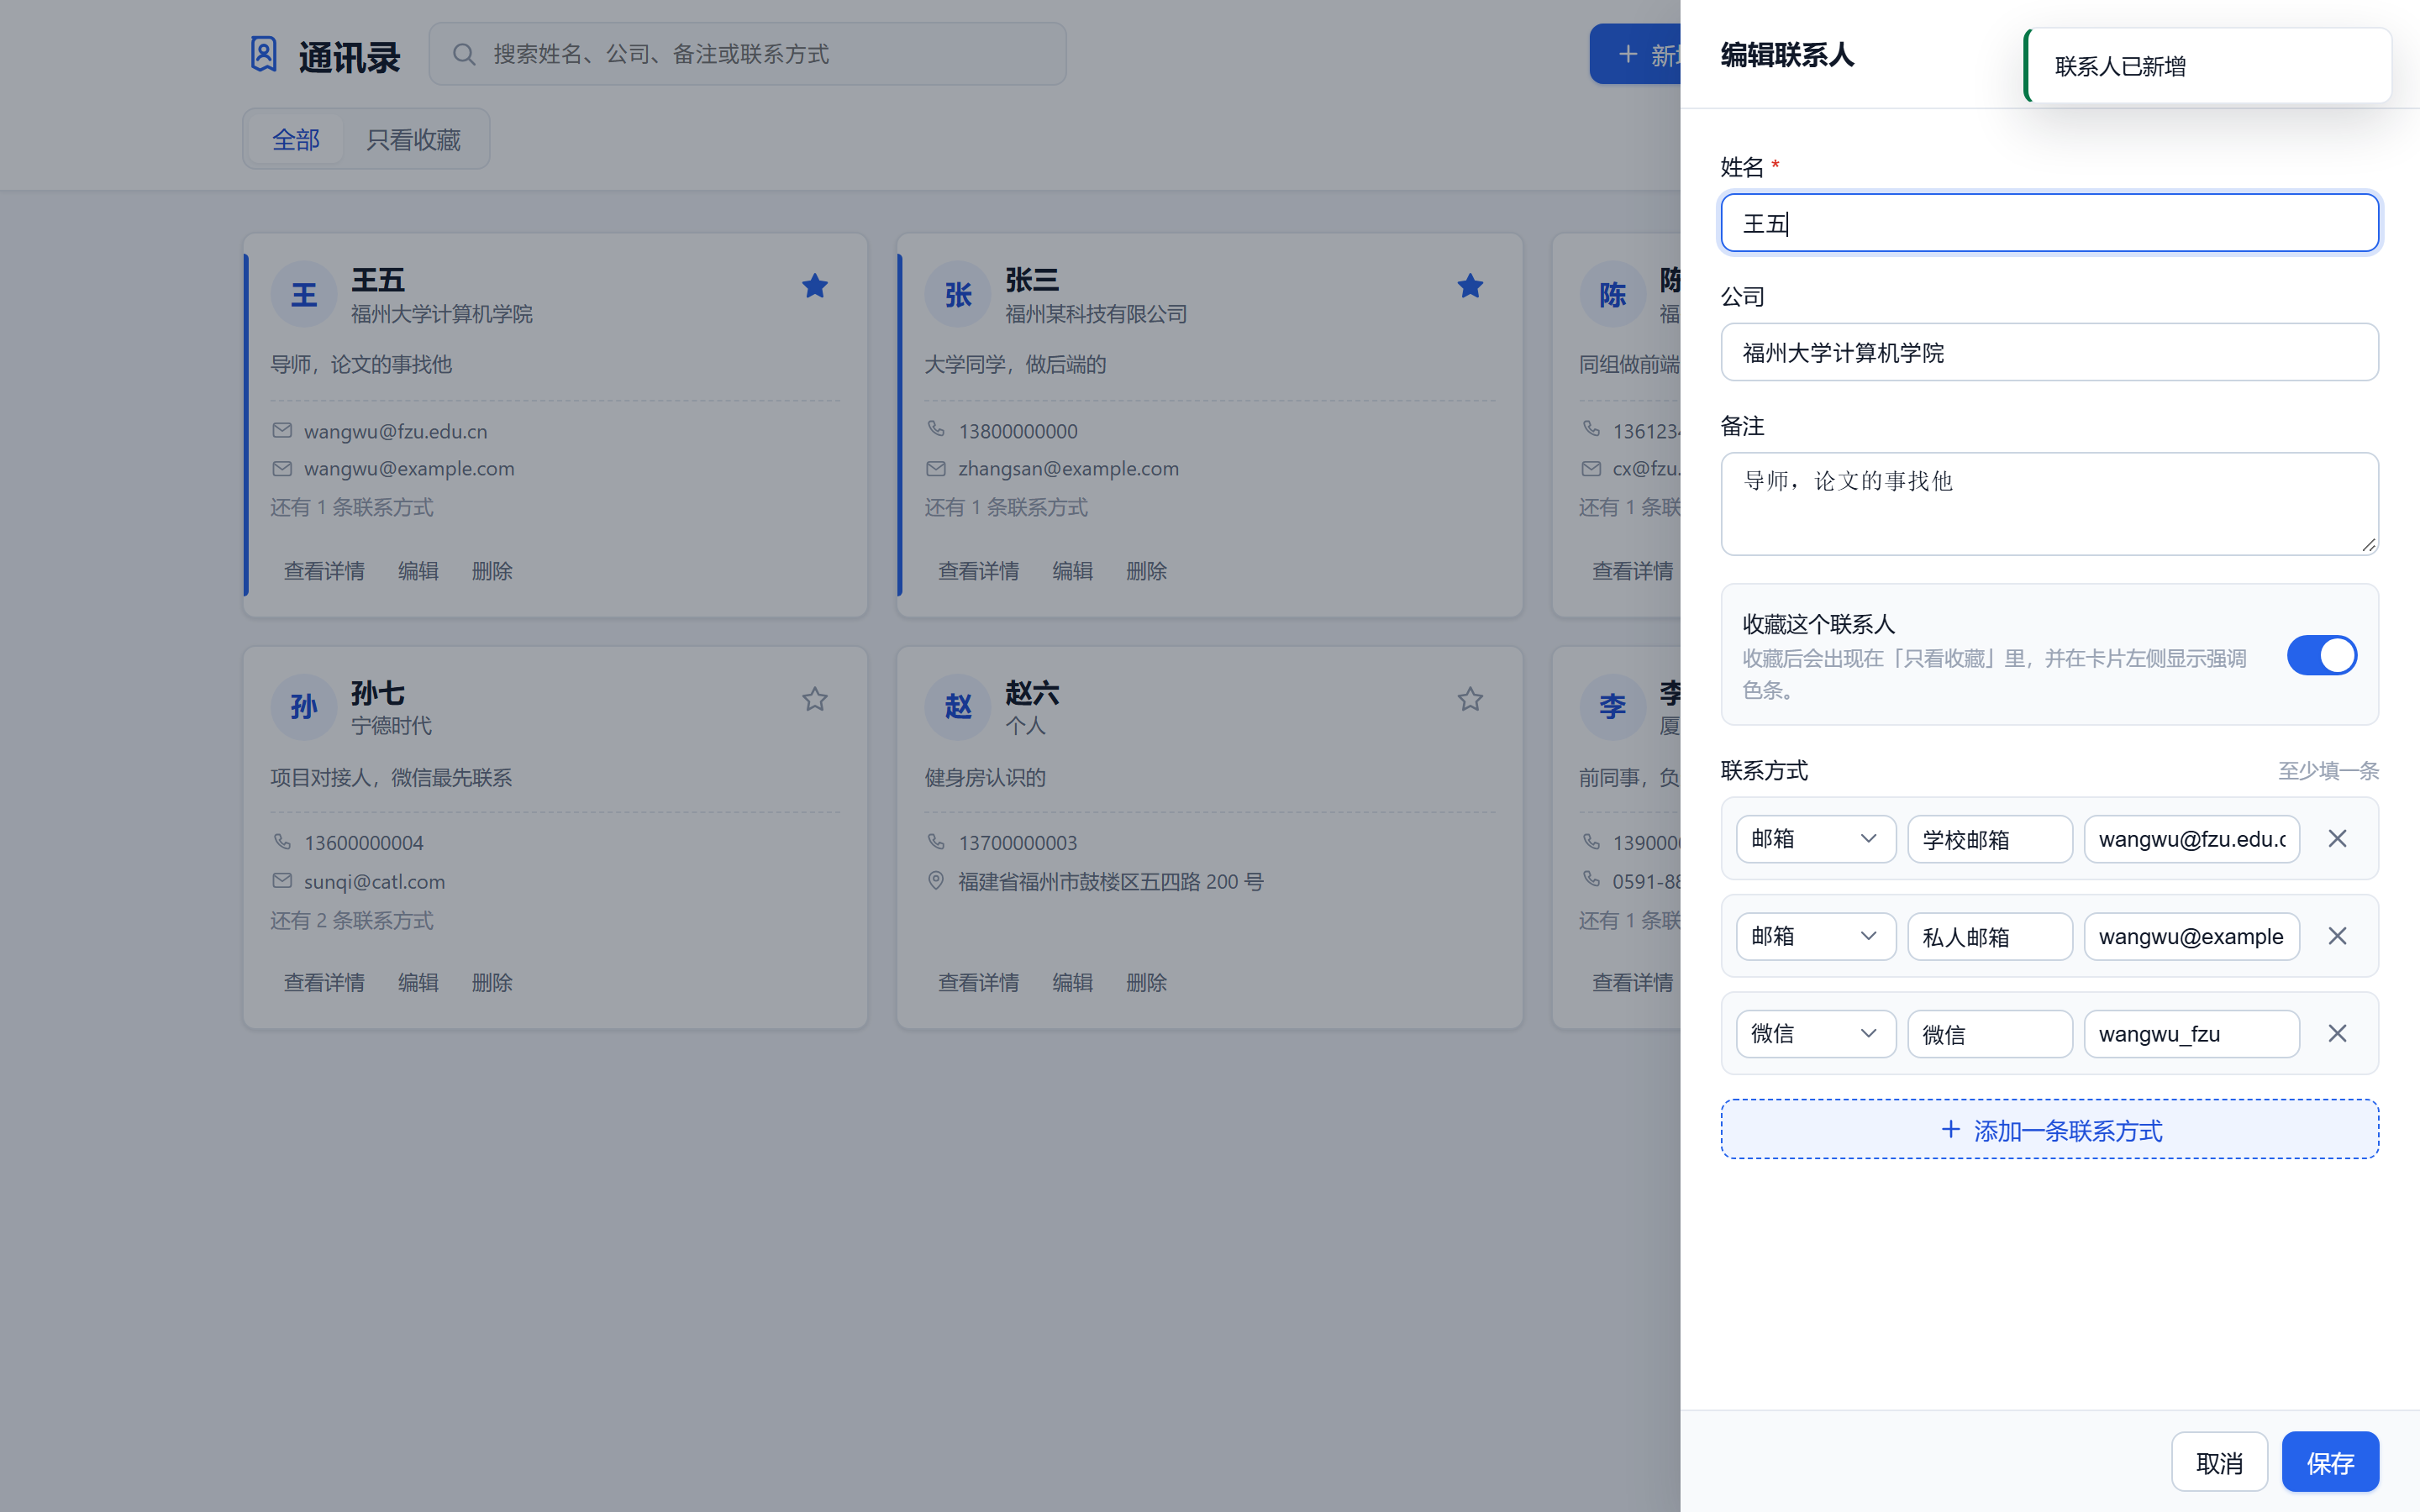 通讯录
搜索姓名、公司、备注或联系方式
全部
只看收藏
王
王五
福州大学计算机学院
导师，论文的事找他
wangwu@fzu.edu.cn
wangwu@example.com
还有 1 条联系方式
查看详情 编辑 删除
张
张三
福州某科技有限公司
大学同学，做后端的
13800000000
zhangsan@example.com
还有 1 条联系方式
查看详情 编辑 删除
陈
福
同组做前端
136123
cx@fzu.
还有 1 条联
查看详情
孙
孙七
宁德时代
项目对接人，微信最先联系
13600000004
sunqi@catl.com
还有 2 条联系方式
查看详情 编辑 删除
赵
赵六
个人
健身房认识的
13700000003
福建省福州市鼓楼区五四路 200 号
查看详情 编辑 删除
李
厦
前同事，负
139000
0591-88
还有 1 条联
查看详情
编辑联系人
联系人已新增
姓名 *
王五
公司
福州大学计算机学院
备注
导师，论文的事找他
收藏这个联系人
收藏后会出现在「只看收藏」里，并在卡片左侧显示强调
色条。
联系方式 至少填一条
邮箱 学校邮箱 wangwu@fzu.edu.c
邮箱 私人邮箱 wangwu@example
微信 微信 wangwu_fzu
添加一条联系方式
取消 保存